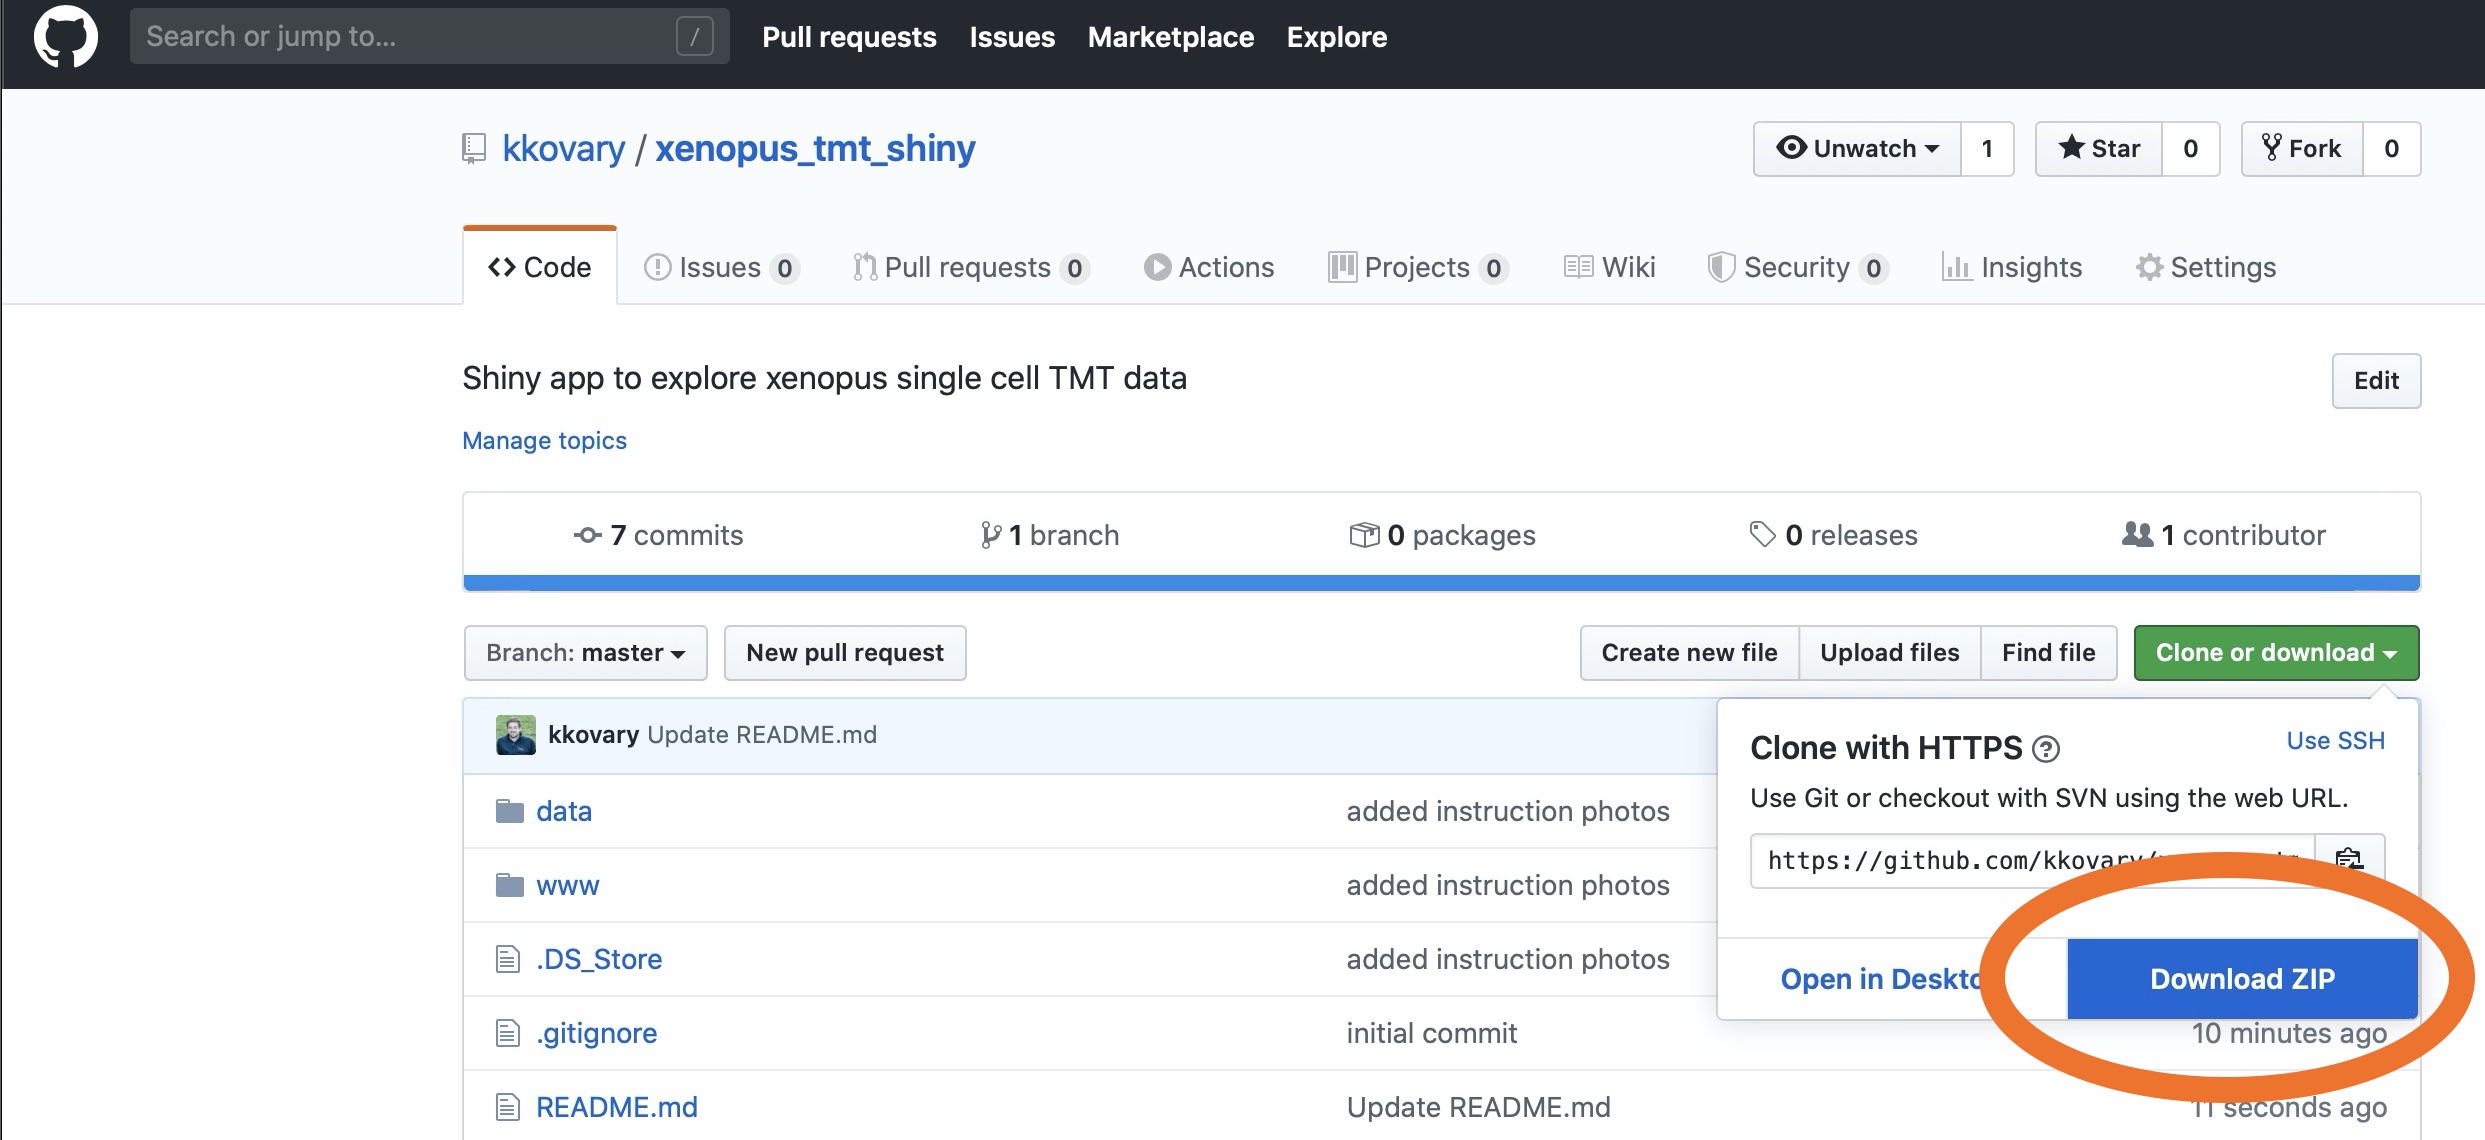 Search or jump to... /
Pull requests Issues Marketplace Explore
kkovary / xenopus_tmt_shiny
Unwatch 1 Star 0 Fork 0
Code Issues 0 Pull requests 0 Actions Projects 0 Wiki Security 0 Insights Settings
Shiny app to explore xenopus single cell TMT data
Edit
Manage topics
7 commits 1 branch 0 packages 0 releases 1 contributor
Branch: master New pull request Create new file Upload files Find file Clone or download
kkovary Update README.md
Clone with HTTPS ? Use SSH
Use Git or checkout with SVN using the web URL.
https://github.com/kkovary/
Open in Download ZIP
data added instruction photos
www added instruction photos
.DS_Store added instruction photos
.gitignore initial commit 10 minutes ago
README.md Update README.md 11 seconds ago